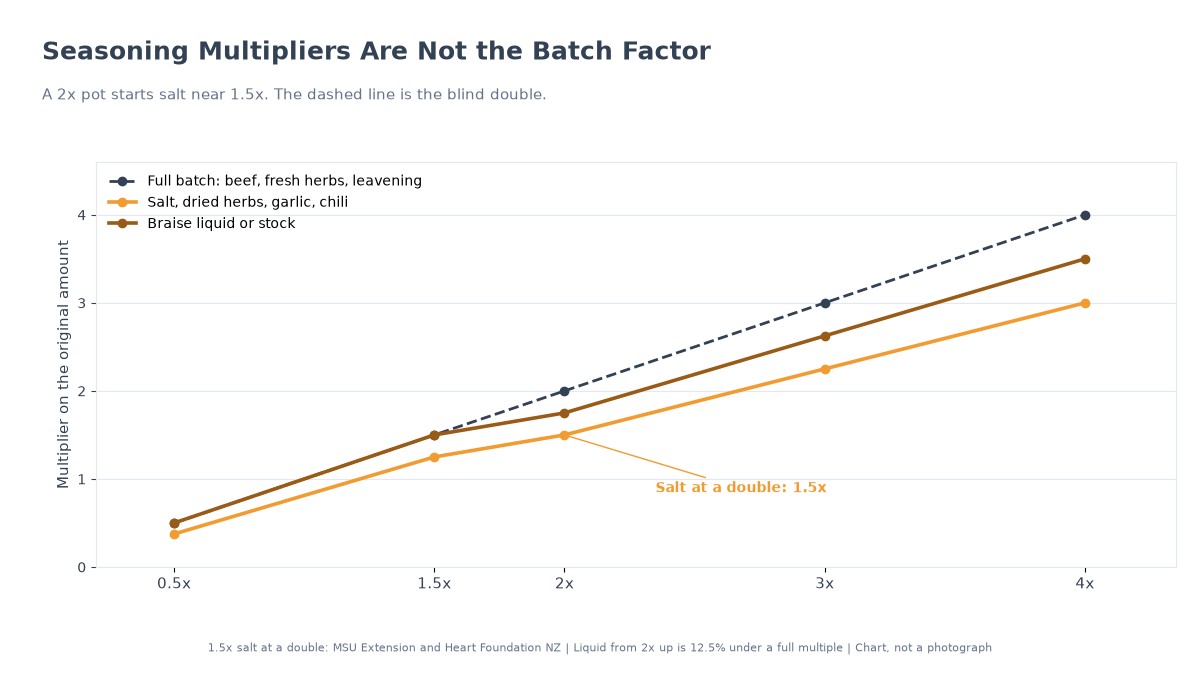 Seasoning Multipliers Are Not the Batch Factor
A 2x pot starts salt near 1.5x. The dashed line is the blind double.
Full batch: beef, fresh herbs, leavening
Salt, dried herbs, garlic, chili
Braise liquid or stock
Multiplier on the original amount
4
3
2
1
0
Salt at a double: 1.5x
0.5x
1.5x
2x
3x
4x
1.5x salt at a double: MSU Extension and Heart Foundation NZ | Liquid from 2x up is 12.5% under a full multiple | Chart, not a photograph